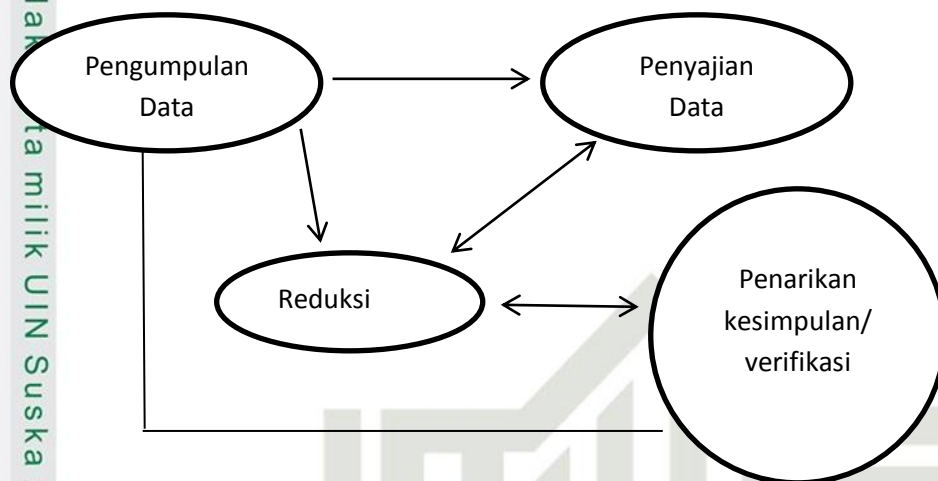 Pengumpulan
Data
Penyajian
Data
Reduksi
Penarikan
kesimpulan/
verifikasi
milik UIN Suska